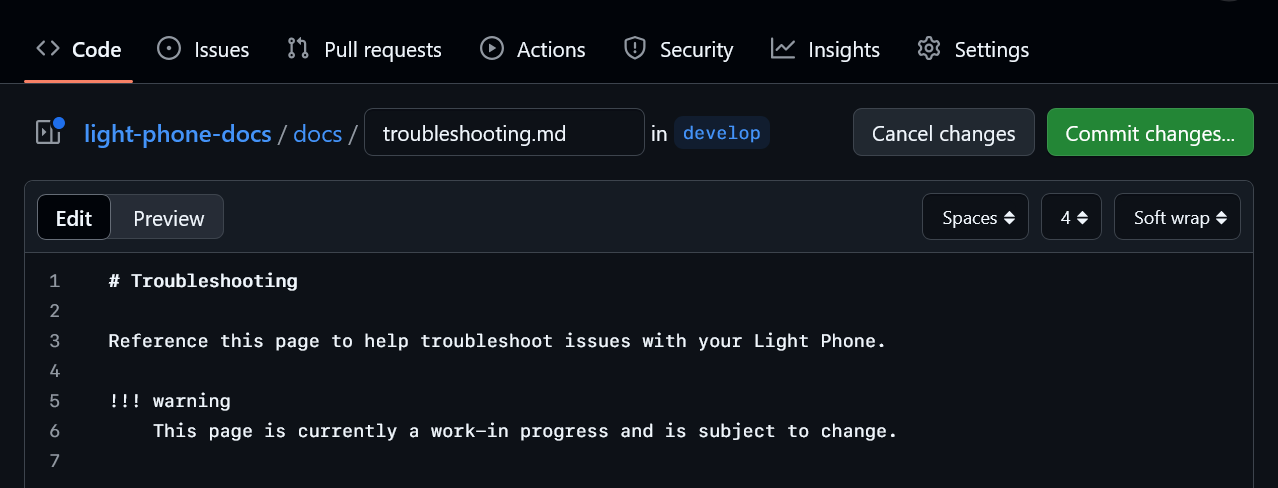 Code Issues Pull requests Actions Security Insights Settings
light-phone-docs / docs / troubleshooting.md in develop Cancel changes Commit changes...
Edit Preview Spaces 4 Soft wrap
1 # Troubleshooting
2
3 Reference this page to help troubleshoot issues with your Light Phone.
4
5 !!! warning
6 This page is currently a work-in progress and is subject to change.
7